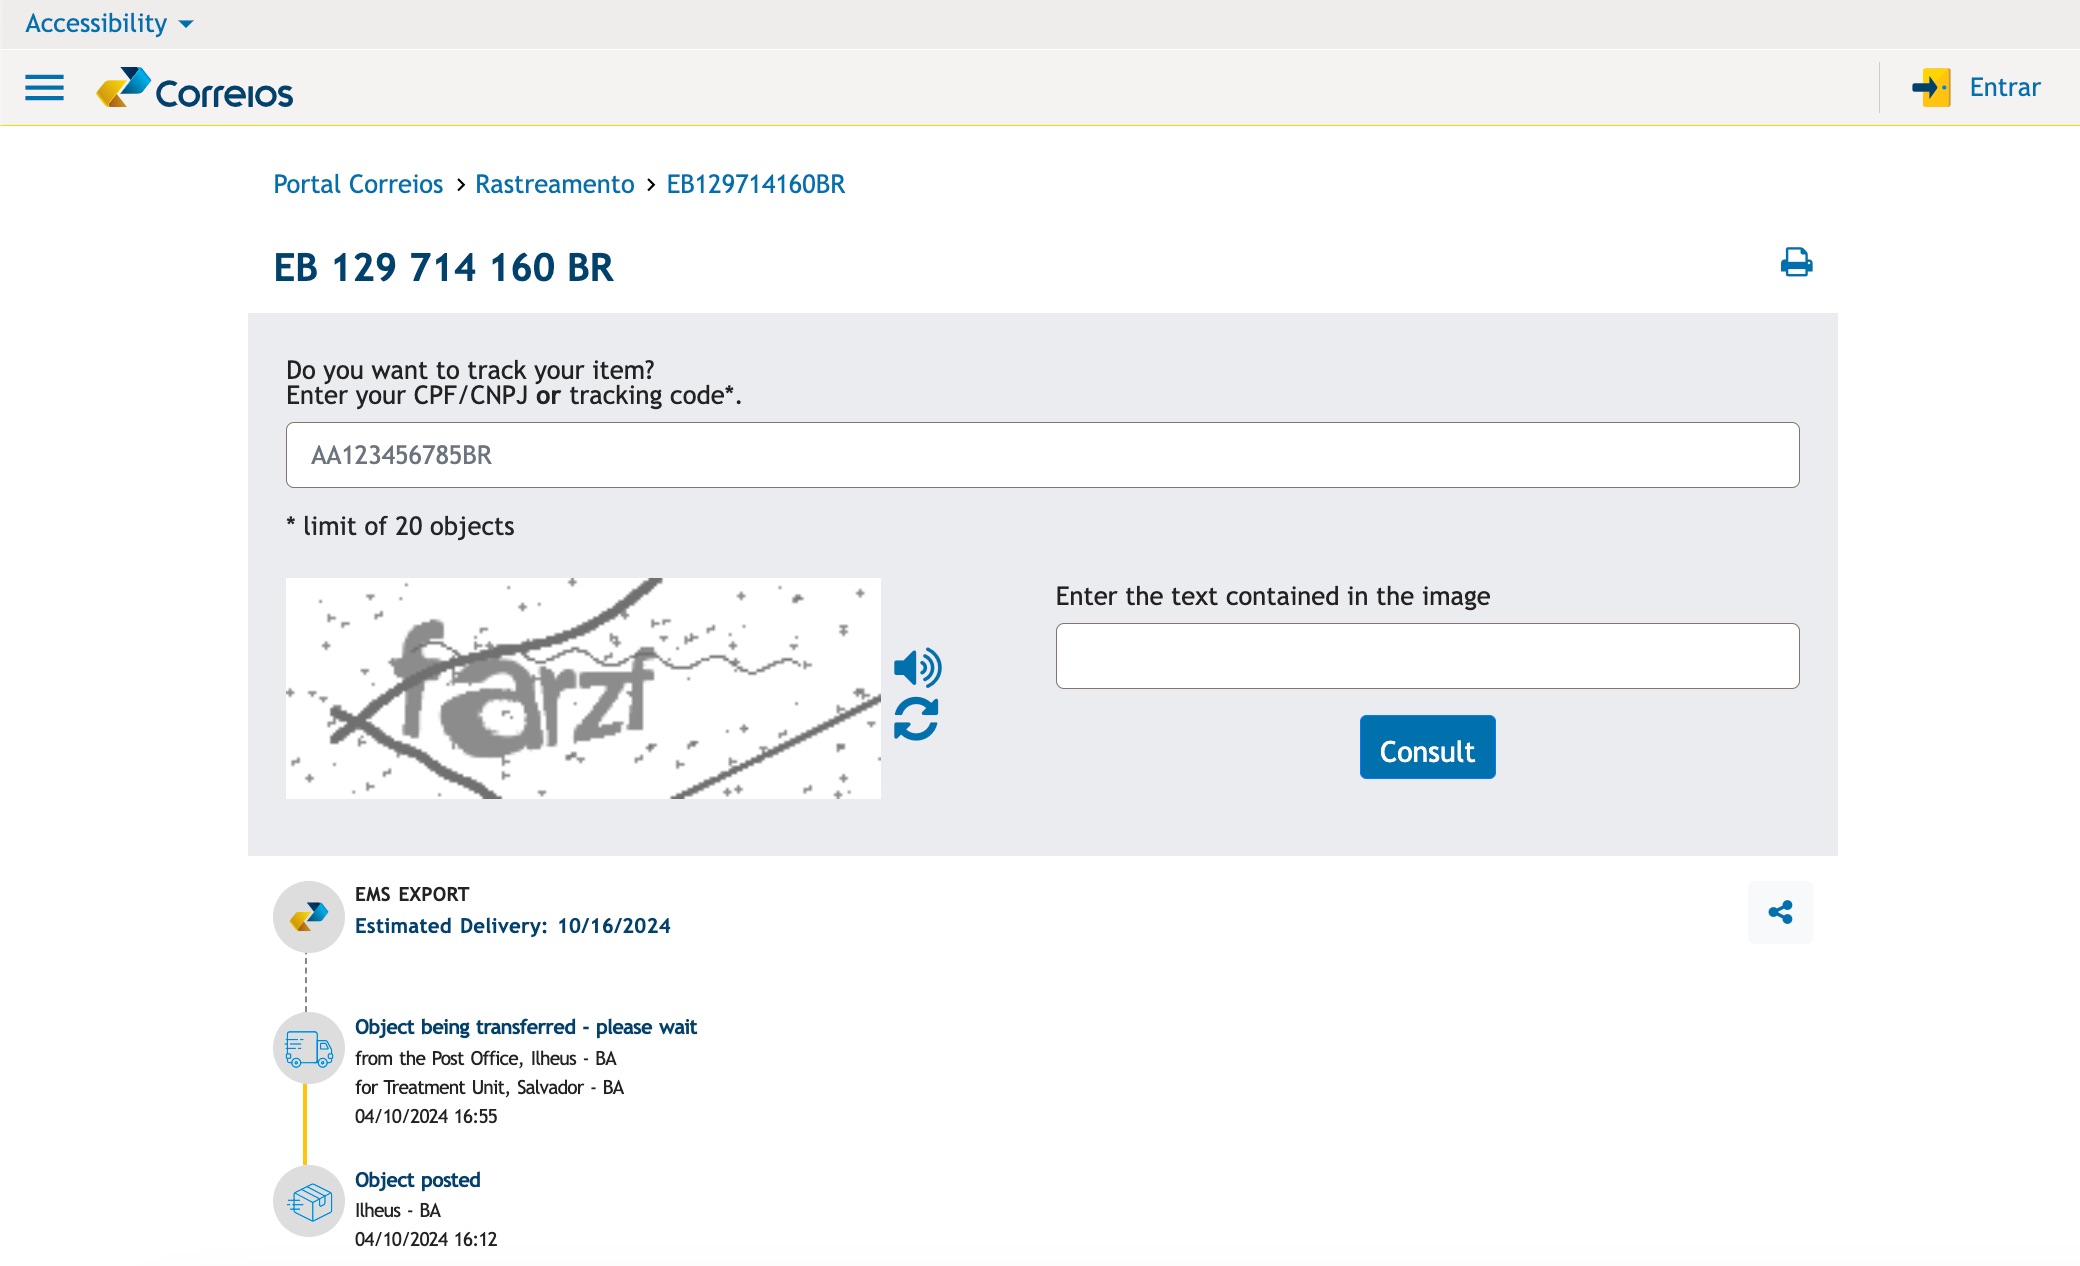 Accessibility
Correios
Entrar
Portal Correios > Rastreamento > EB129714160BR
EB 129 714 160 BR
Do you want to track your item?
Enter your CPF/CNPJ or tracking code*.
AA123456785BR
* limit of 20 objects
farzf
Enter the text contained in the image
Consult
EMS EXPORT
Estimated Delivery: 10/16/2024
Object being transferred - please wait
from the Post Office, Ilheus - BA
for Treatment Unit, Salvador - BA
04/10/2024 16:55
Object posted
Ilheus - BA
04/10/2024 16:12